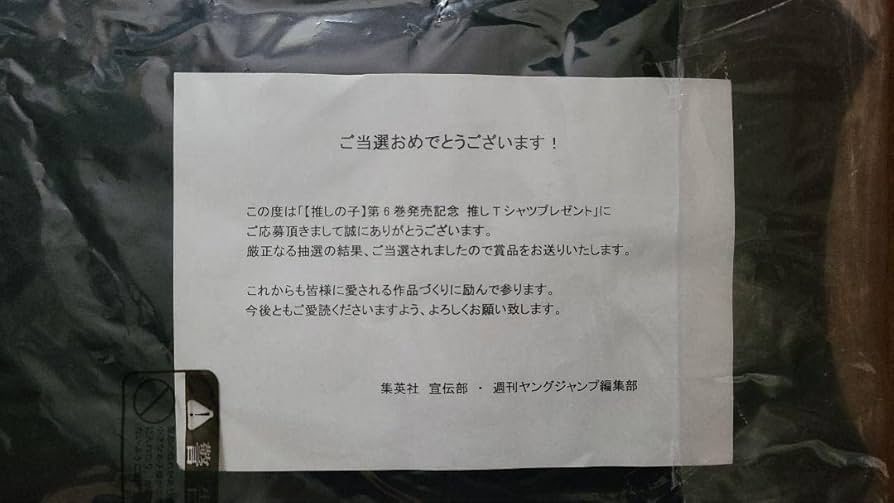 ご当選おめでとうございます！
この度は「【推しの子】第6巻発売記念 推しTシャツプレゼント」に
ご応募頂きまして誠にありがとうございます。
厳正なる抽選の結果、ご当選されましたので賞品をお送りいたします。
これからも皆様に愛される作品づくりに励んで参ります。
今後ともご愛読くださいますよう、よろしくお願い致します。
集英社 宣伝部 ・ 週刊ヤングジャンプ編集部
警